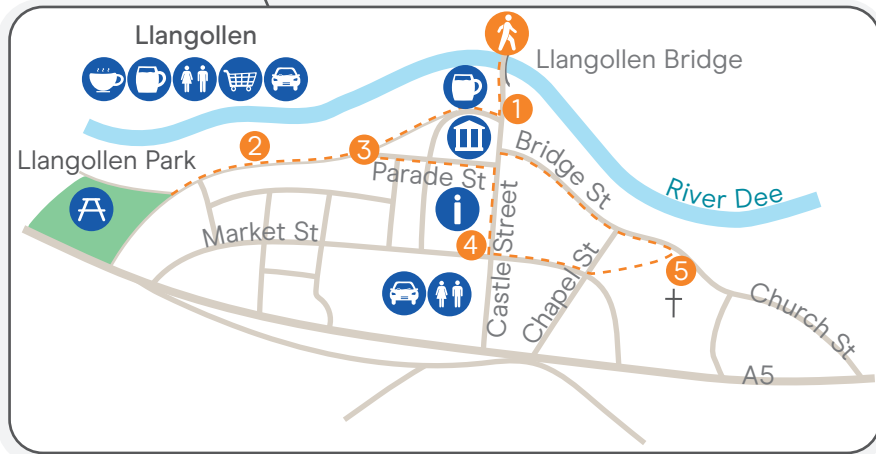 Llangollen
Llangollen Bridge
1
2
3
Llangollen Park
Parade St
Bridge St
River Dee
i
Market St
4
Castle Street
Chapel St
5
Church St
A5